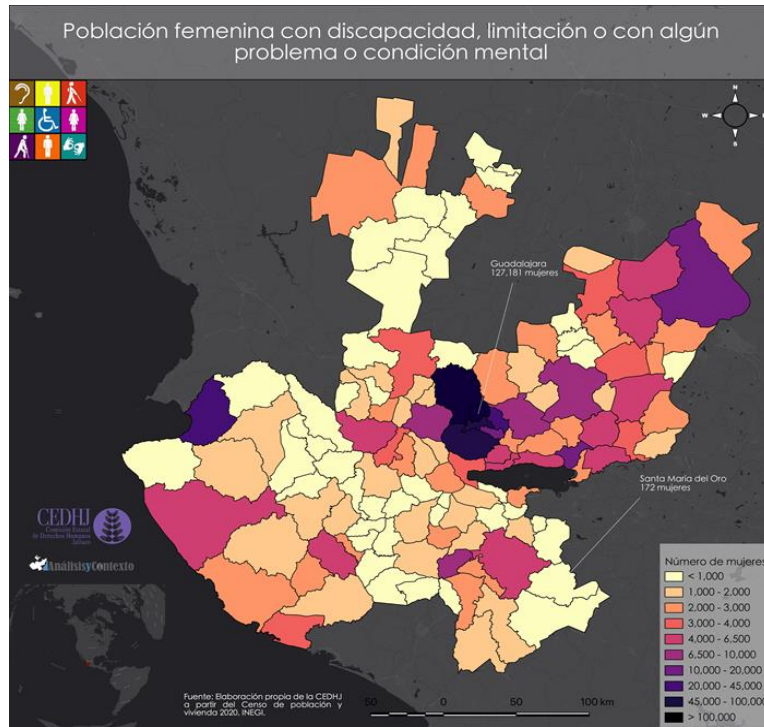 Población femenina con discapacidad, limitación o con algún
problema o condición mental
N
W
S
Guadalajara
127,181 mujeres
Santa María del Oro
172 mujeres
CEDHJ
Comisión Estatal
de Derechos Humanos
Jalisco
AnálisisyContexto
Número de mujeres
< 1,000
1,000 - 2,000
2,000 - 3,000
3,000 - 4,000
4,000 - 6,500
6,500 - 10,000
10,000 - 20,000
20,000 - 45,000
45,000 - 100,000
> 100,000
Fuente: Elaboración propia de la CEDHJ
a partir del Censo de población y
vivienda 2020, INEGI.
50 0 50 100 km